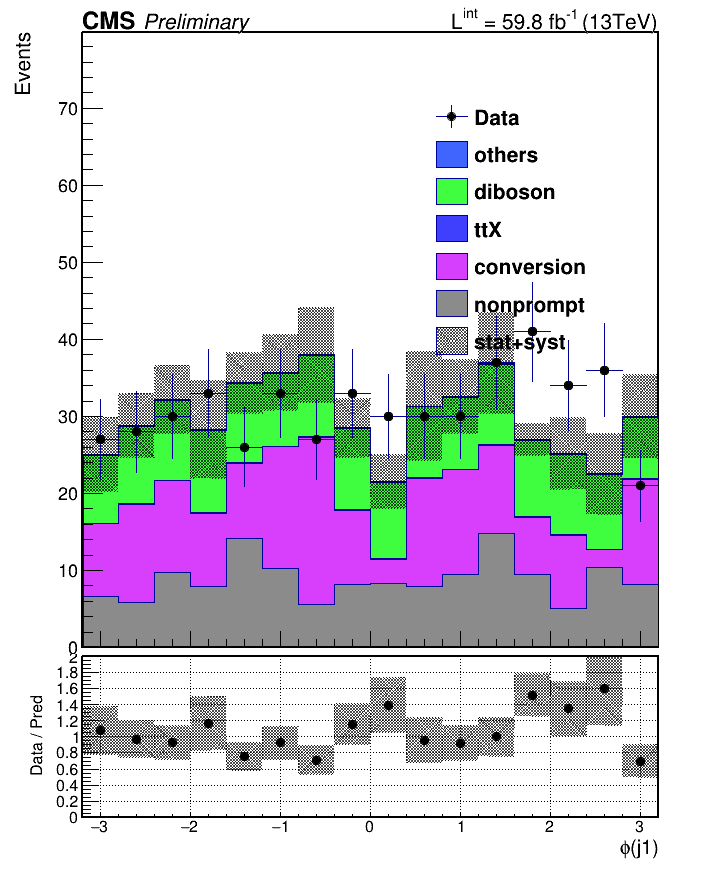 CMS Preliminary L^int = 59.8 fb^-1 (13TeV)
Events
70
60
50
40
30
20
10
0
Data
others
diboson
ttX
conversion
nonprompt
stat+syst
Data / Pred
2
1.8
1.6
1.4
1.2
1
0.8
0.6
0.4
0.2
0
−3 −2 −1 0 1 2 3
ϕ(j1)